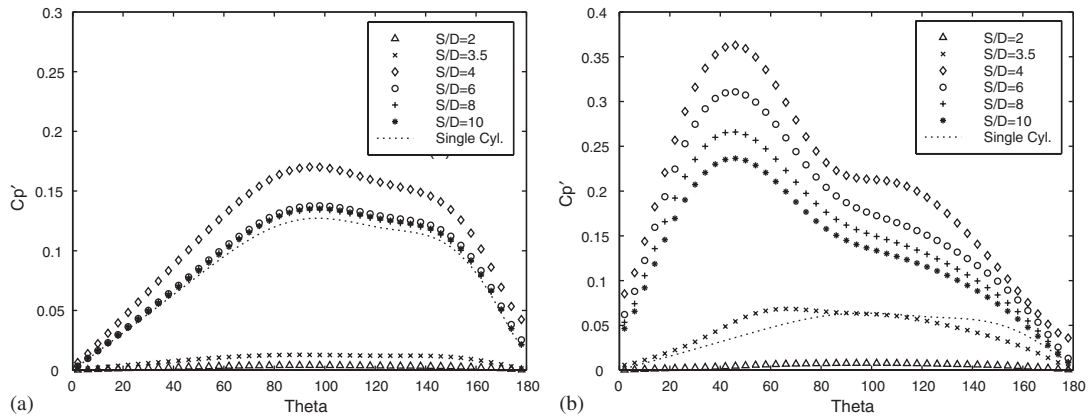 0.3
0.25
0.2
0.15
0.1
0.05
0
Cp′
0 20 40 60 80 100 120 140 160 180
Theta
S/D=2
S/D=3.5
S/D=4
S/D=6
S/D=8
S/D=10
Single Cyl.
(a)
0.4
0.35
0.3
0.25
0.2
0.15
0.1
0.05
0
Cp′
0 20 40 60 80 100 120 140 160 180
Theta
S/D=2
S/D=3.5
S/D=4
S/D=6
S/D=8
S/D=10
Single Cyl.
(b)